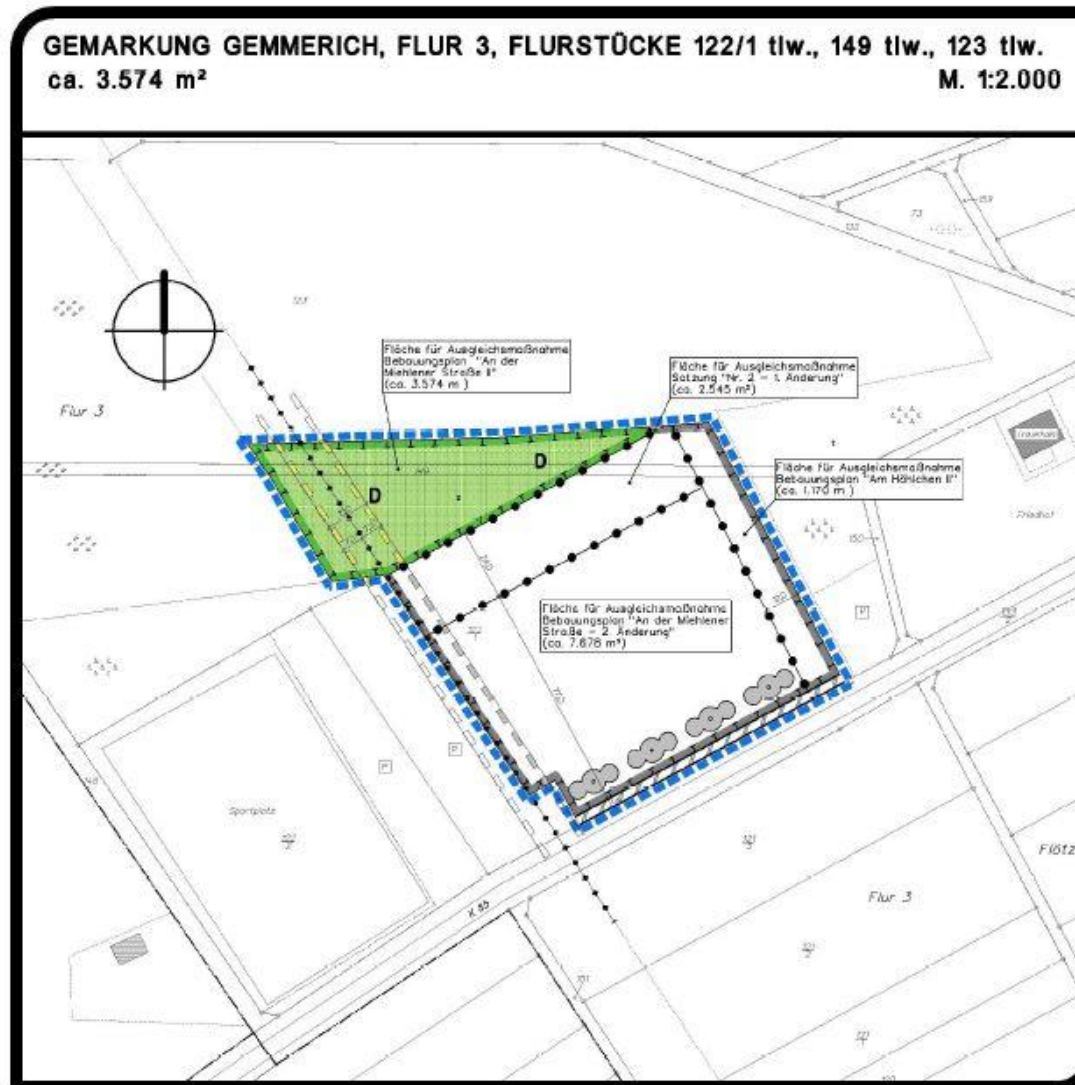 GEMARKUNG GEMMERICH, FLUR 3, FLURSTÜCKE 122/1 tlw., 149 tlw., 123 tlw.
ca. 3.574 m² M. 1:2.000
Fläche für Ausgleichsmaßnahme
Bebauungsplan "An der
Miehlener Straße II"
(ca. 3.574 m )
Fläche für Ausgleichsmaßnahme
Satzung "Nr. 2 - 1. Änderung"
(ca. 2.545 m²)
Flur 3
D
D
Fläche für Ausgleichsmaßnahme
Bebauungsplan "Am Höhlchen II"
(ca. 1.170 m )
Friedhof
Fläche für Ausgleichsmaßnahme
Bebauungsplan "An der Miehlener
Straße - 2. Änderung"
(ca. 7.678 m²)
P
P
P
Sportplatz
Flötz
Flur 3